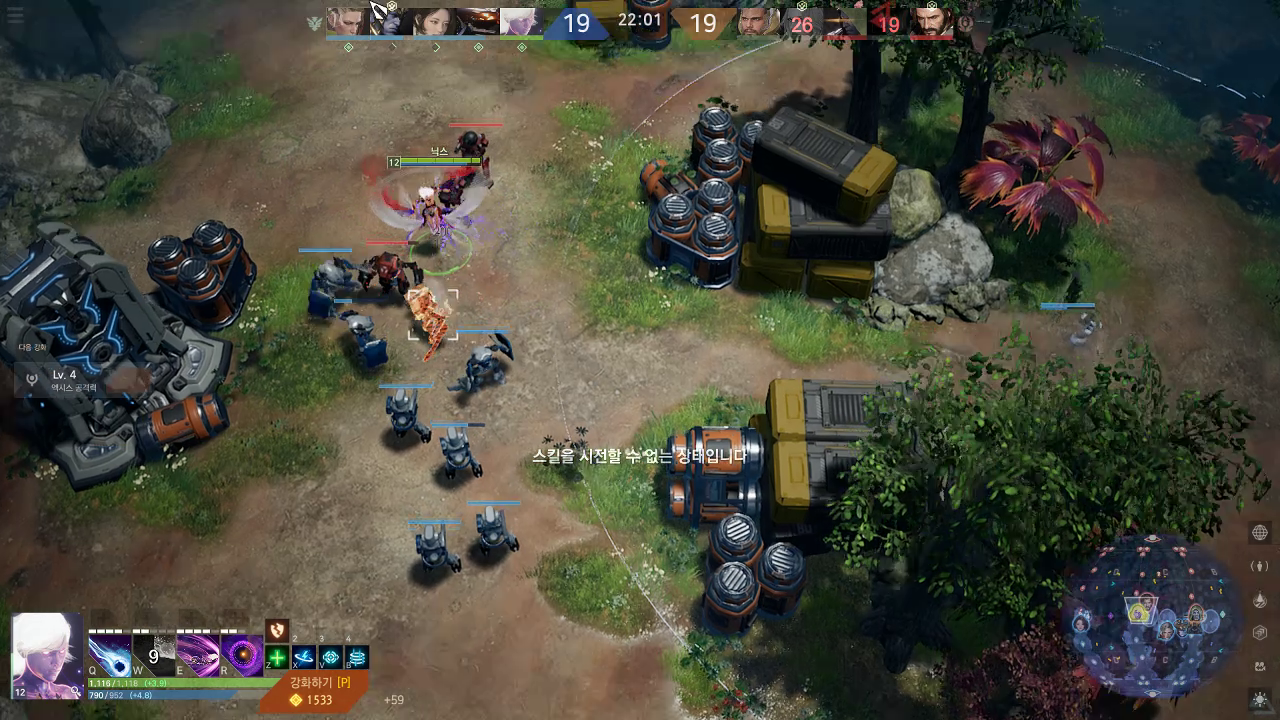 19
22:01
19
26
19
닉스
12
다음 강화
Lv. 4
액시스 공격력
스킬을 시전할 수 없는 상태입니다
9
Q
W
E
R
2
3
4
Z
X
V
B
12
1,116/1,118 (+3.9)
790/952 (+4.8)
강화하기 [P]
1533
+59